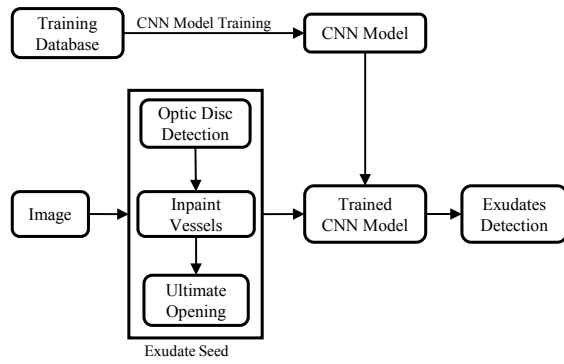 Training
Database
CNN Model Training
CNN Model
Optic Disc
Detection
Image
Inpaint
Vessels
Trained
CNN Model
Exudates
Detection
Ultimate
Opening
Exudate Seed